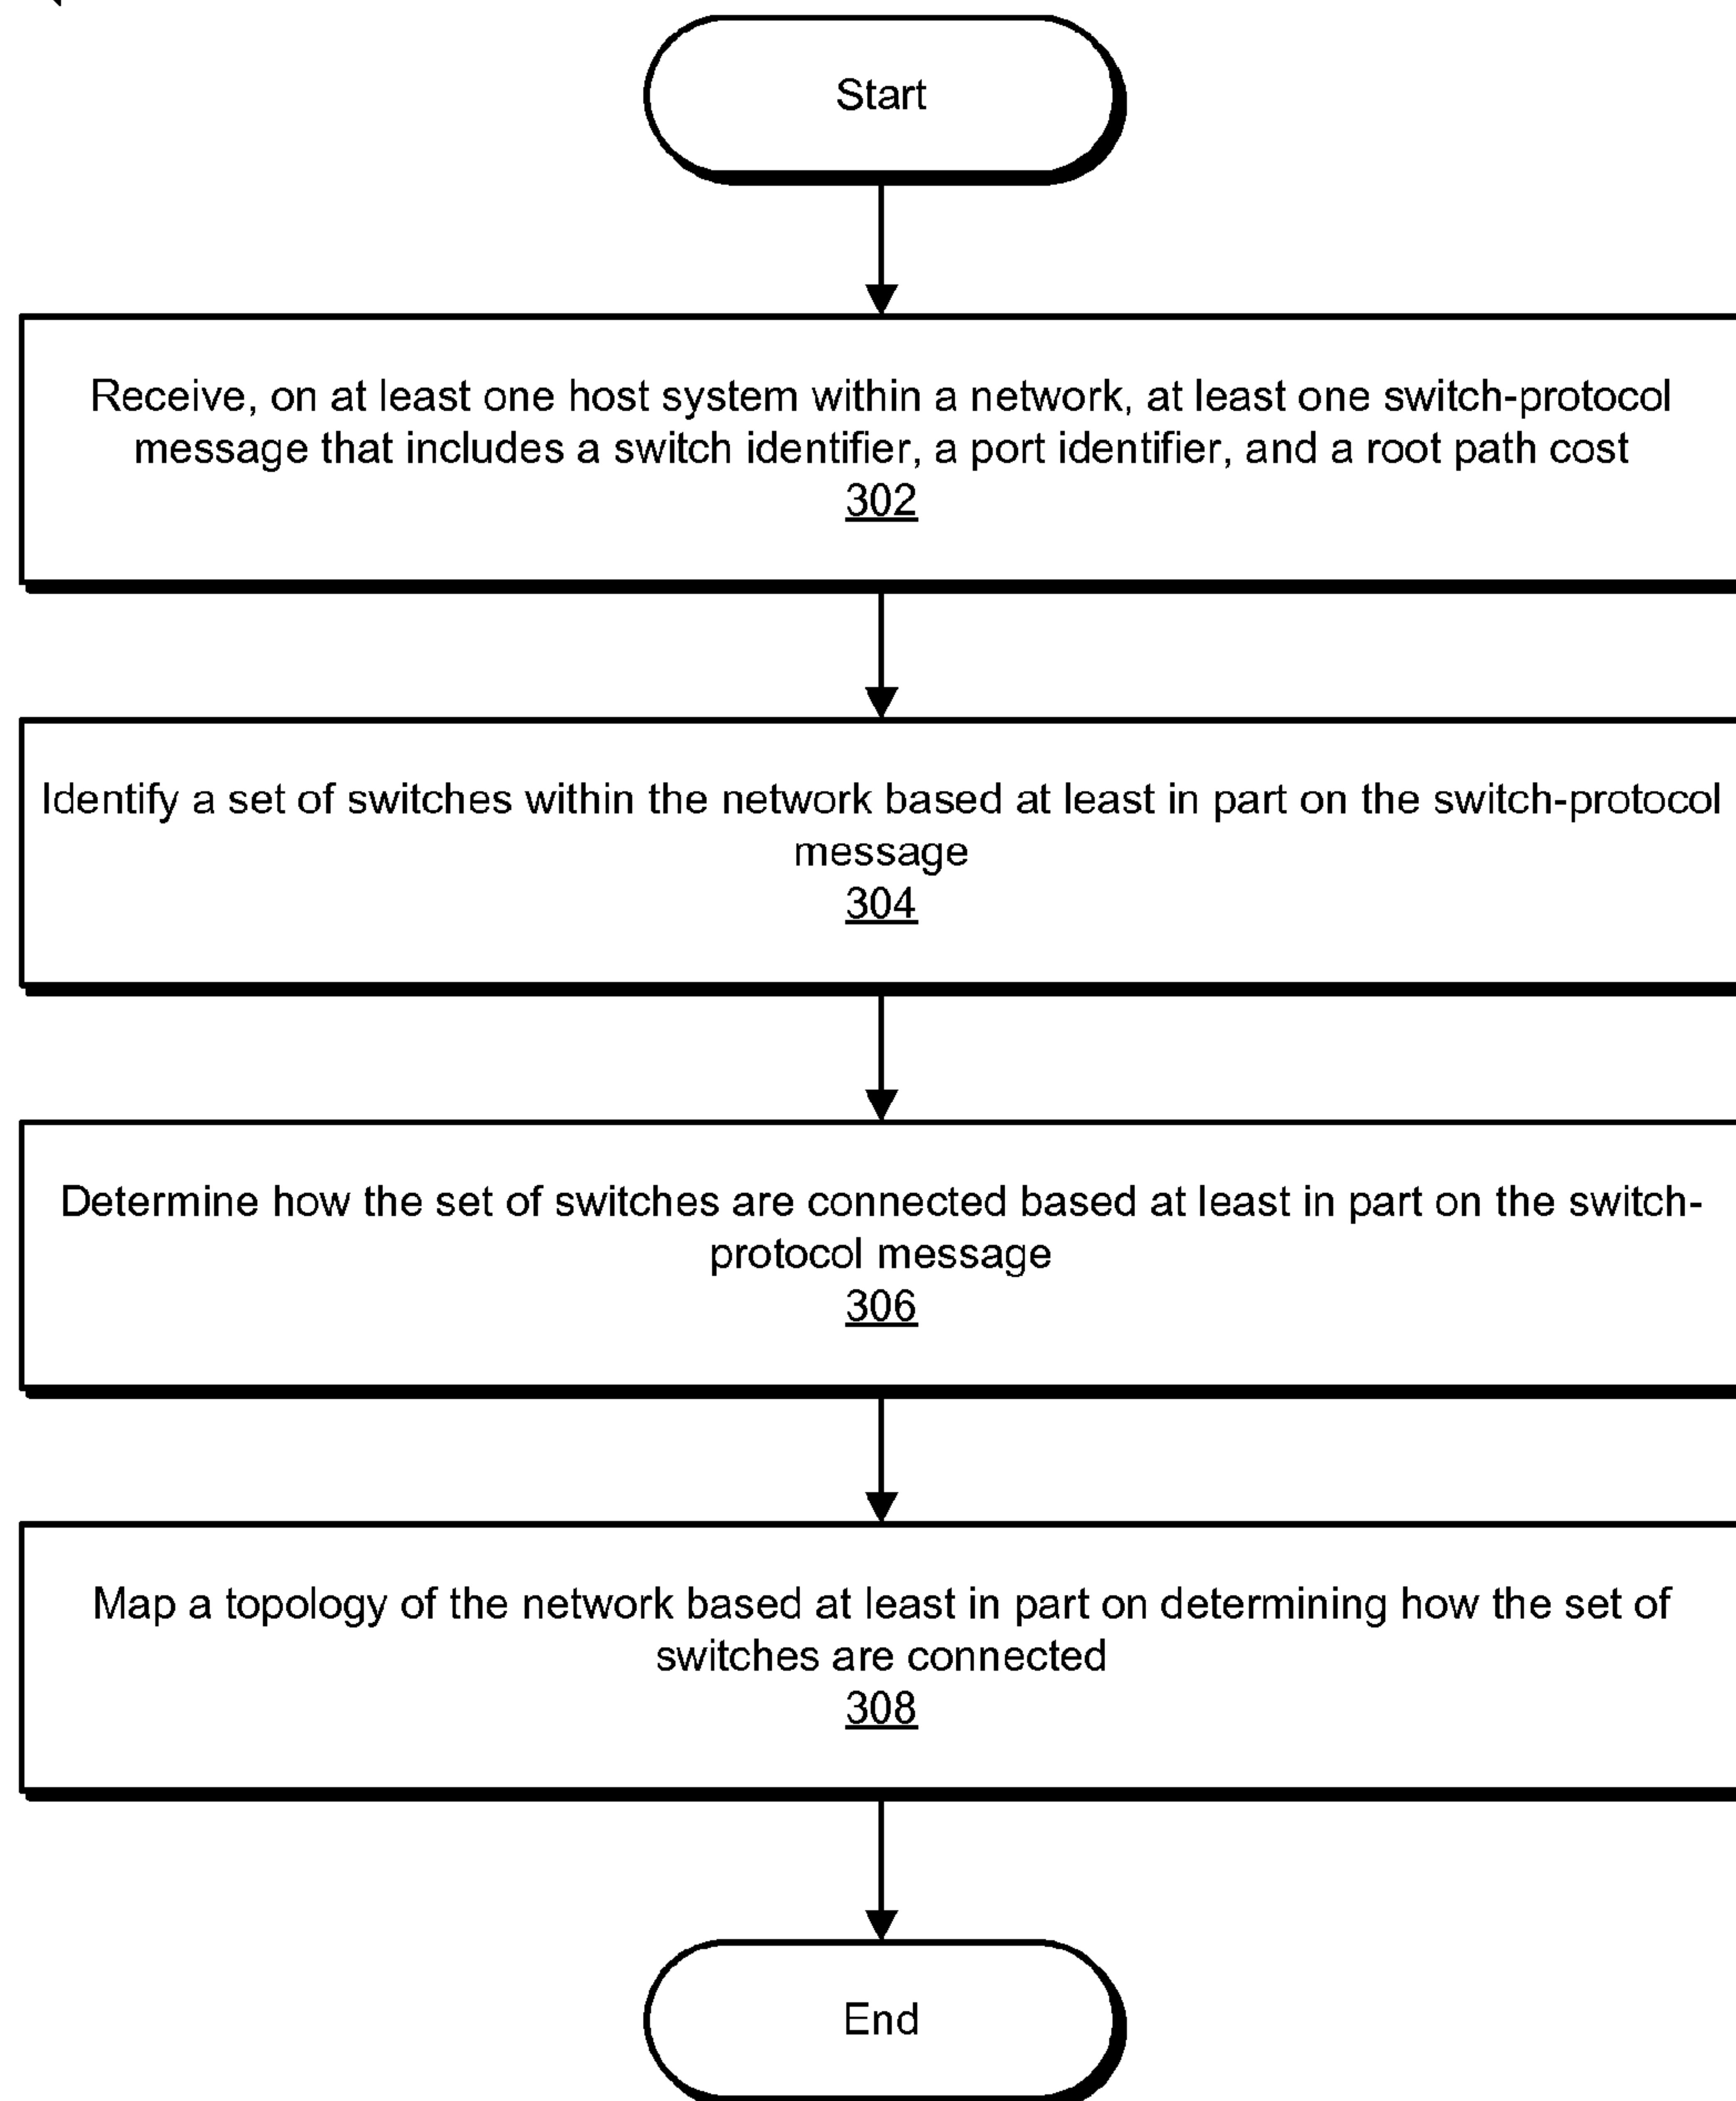 Start
Receive, on at least one host system within a network, at least one switch-protocol
message that includes a switch identifier, a port identifier, and a root path cost
302
Identify a set of switches within the network based at least in part on the switch-protocol
message
304
Determine how the set of switches are connected based at least in part on the switch-
protocol message
306
Map a topology of the network based at least in part on determining how the set of
switches are connected
308
End